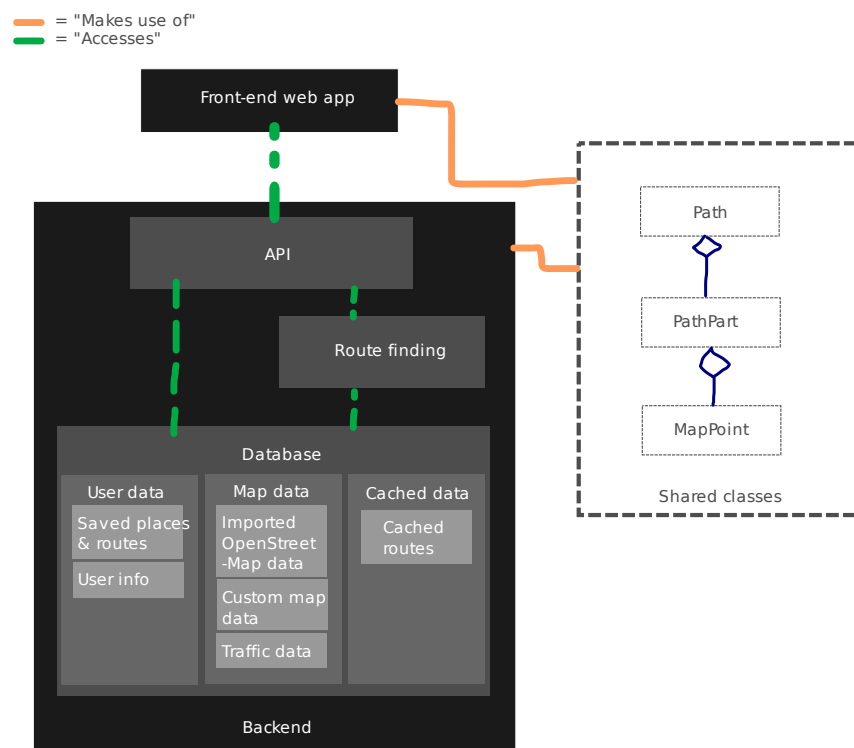 = "Makes use of"
= "Accesses"
Front-end web app
API
Route finding
Database
User data
Saved places
& routes
User info
Map data
Imported
OpenStreet
-Map data
Custom map
data
Traffic data
Cached data
Cached
routes
Backend
Path
PathPart
MapPoint
Shared classes